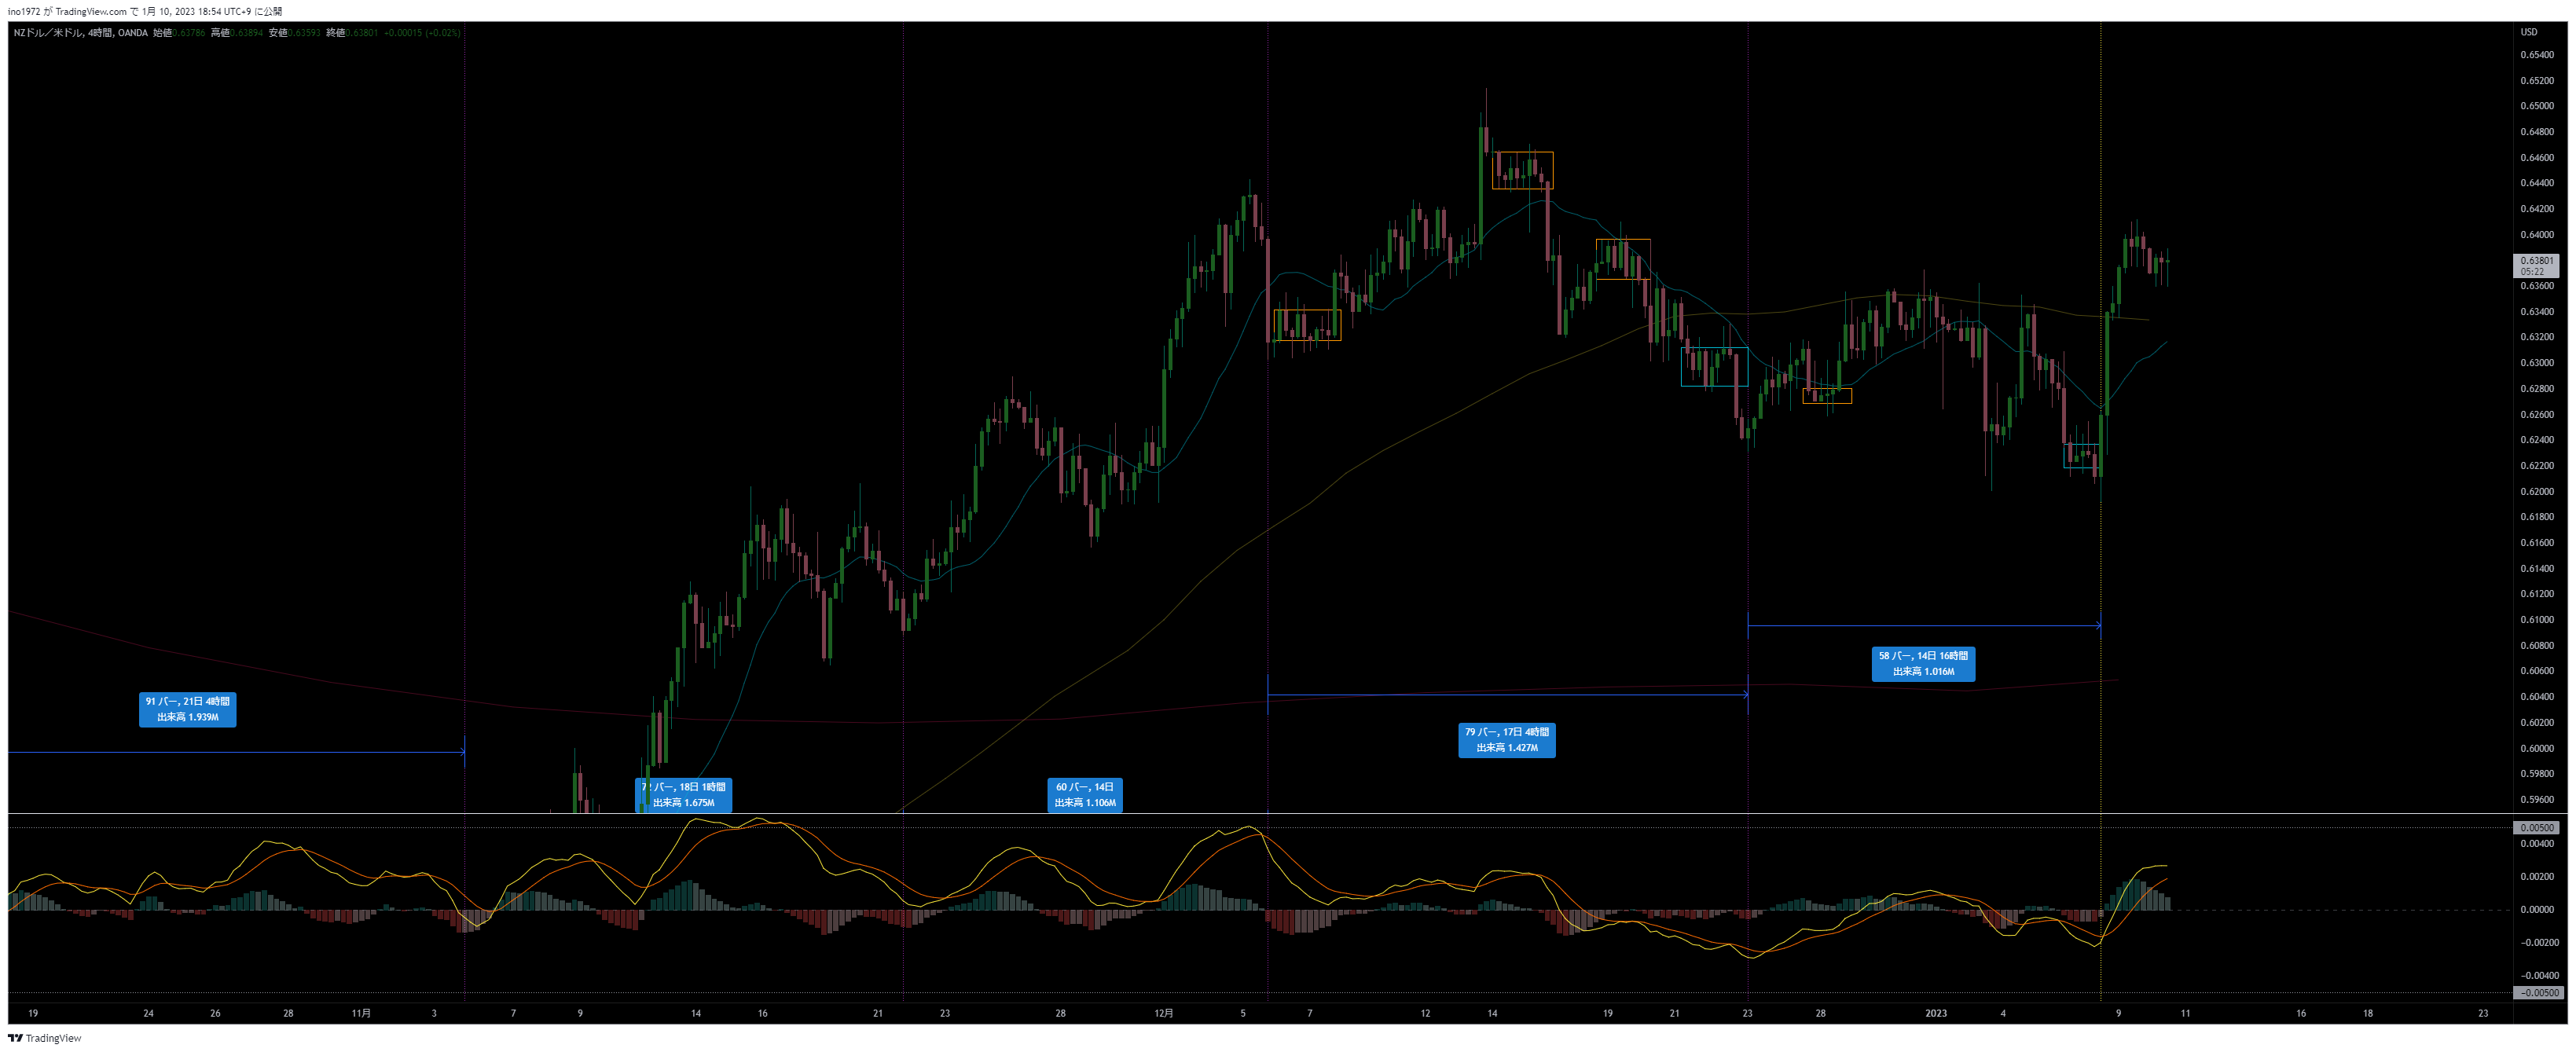 ino1972 が TradingView.com で 1月 10, 2023 18:54 UTC+9 に公開
NZドル／米ドル, 4時間, OANDA 始値0.63786 高値0.63894 安値0.63593 終値0.63801 +0.00015 (+0.02%)
USD
0.65400
0.65200
0.65000
0.64800
0.64600
0.64400
0.64200
0.64000
0.63801
05:22
0.63600
0.63400
0.63200
0.63000
0.62800
0.62600
0.62400
0.62200
0.62000
0.61800
0.61600
0.61400
0.61200
0.61000
0.60800
0.60600
0.60400
0.60200
0.60000
0.59800
0.59600
58 バー, 14日 16時間
出来高 1.016M
91 バー, 21日 4時間
出来高 1.939M
79 バー, 17日 4時間
出来高 1.427M
72 バー, 18日 1時間
出来高 1.675M
60 バー, 14日
出来高 1.106M
0.00500
0.00400
0.00200
0.00000
−0.00200
−0.00400
−0.00500
19 24 26 28 11月 3 7 9 14 16 21 23 28 12月 5 7 12 14 19 21 23 28 2023 4 9 11 16 18 23
TradingView